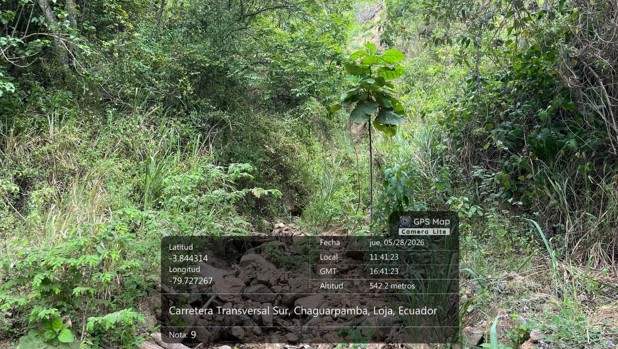 GPS Map
Camera Lite
Latitud
-3.844314
Longitud
-79.727267
Fecha jue, 05/28/2026
Local 11:41:23
GMT 16:41:23
Altitud 542.2 metros
Carretera Transversal Sur, Chaguarpamba, Loja, Ecuador
Nota: 9